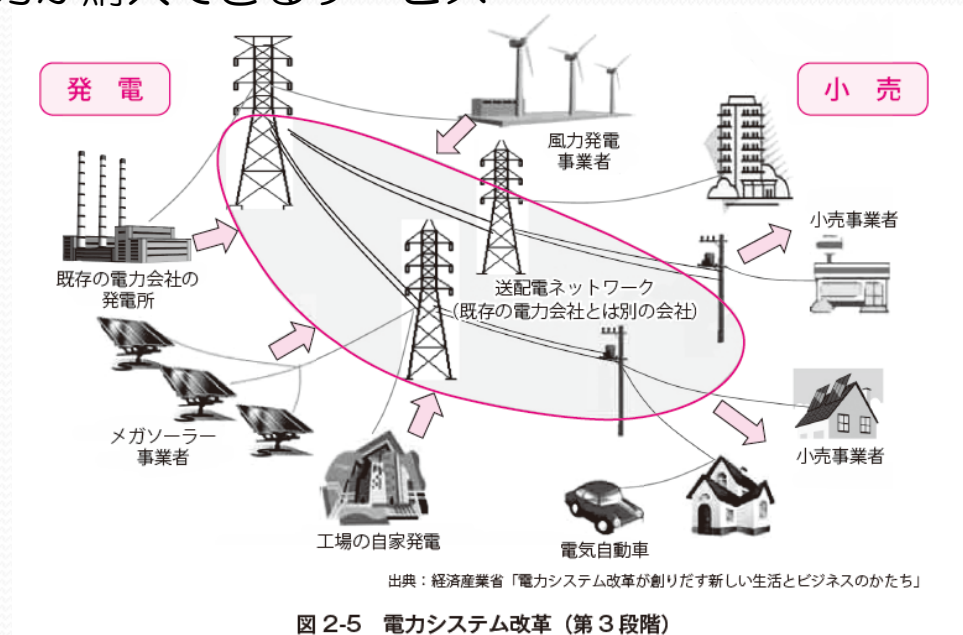 発 電
小 売
風力発電
事業者
小売事業者
既存の電力会社の
発電所
送配電ネットワーク
(既存の電力会社とは別の会社)
メガソーラー
事業者
小売事業者
工場の自家発電
電気自動車
出典：経済産業省「電力システム改革が創りだす新しい生活とビジネスのかたち」
図 2-5 電力システム改革（第 3 段階）